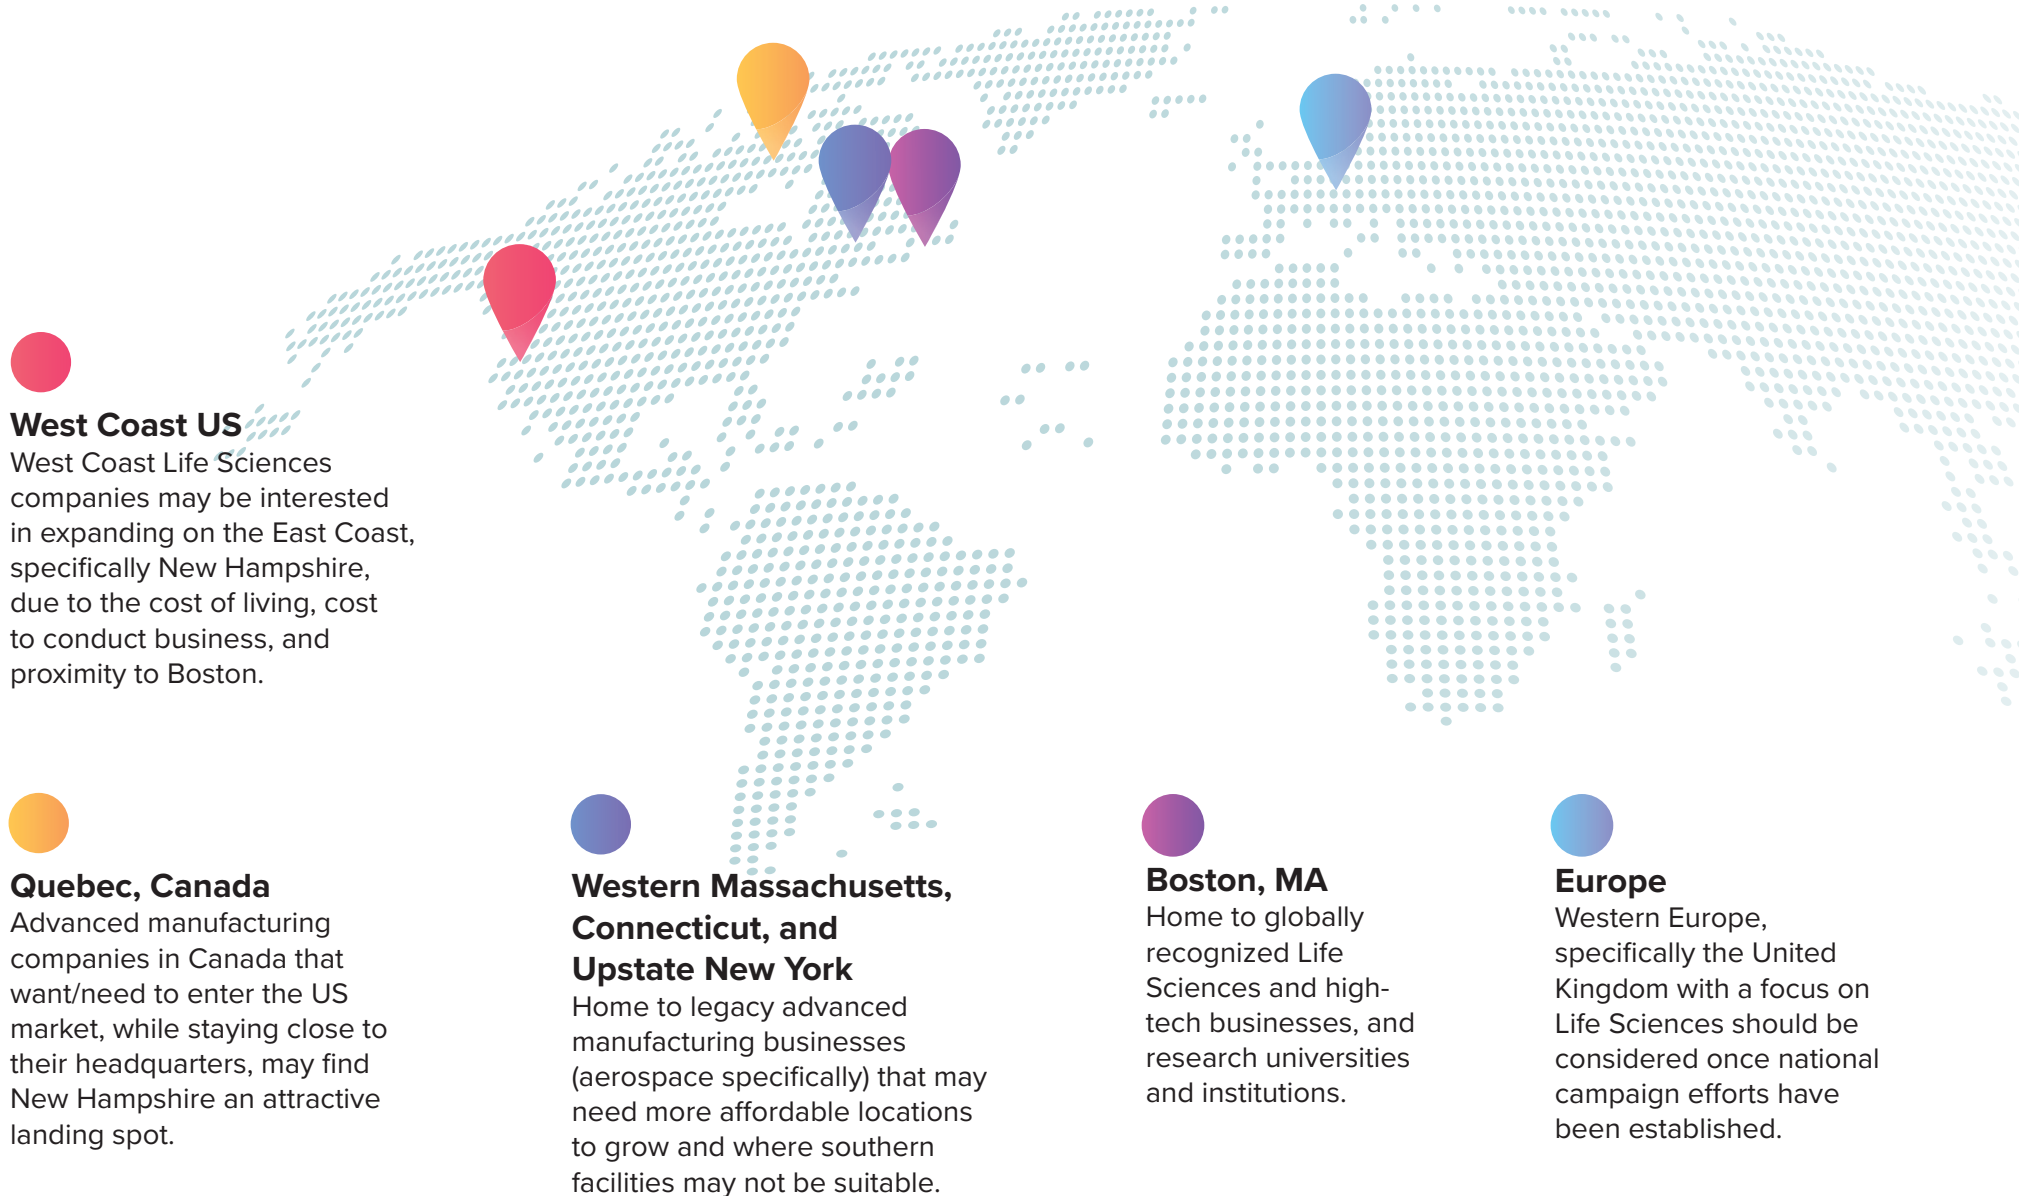 West Coast US
West Coast Life Sciences
companies may be interested
in expanding on the East Coast,
specifically New Hampshire,
due to the cost of living, cost
to conduct business, and
proximity to Boston.
Quebec, Canada
Advanced manufacturing
companies in Canada that
want/need to enter the US
market, while staying close to
their headquarters, may find
New Hampshire an attractive
landing spot.
Western Massachusetts,
Connecticut, and
Upstate New York
Home to legacy advanced
manufacturing businesses
(aerospace specifically) that may
need more affordable locations
to grow and where southern
facilities may not be suitable.
Boston, MA
Home to globally
recognized Life
Sciences and high-
tech businesses, and
research universities
and institutions.
Europe
Western Europe,
specifically the United
Kingdom with a focus on
Life Sciences should be
considered once national
campaign efforts have
been established.